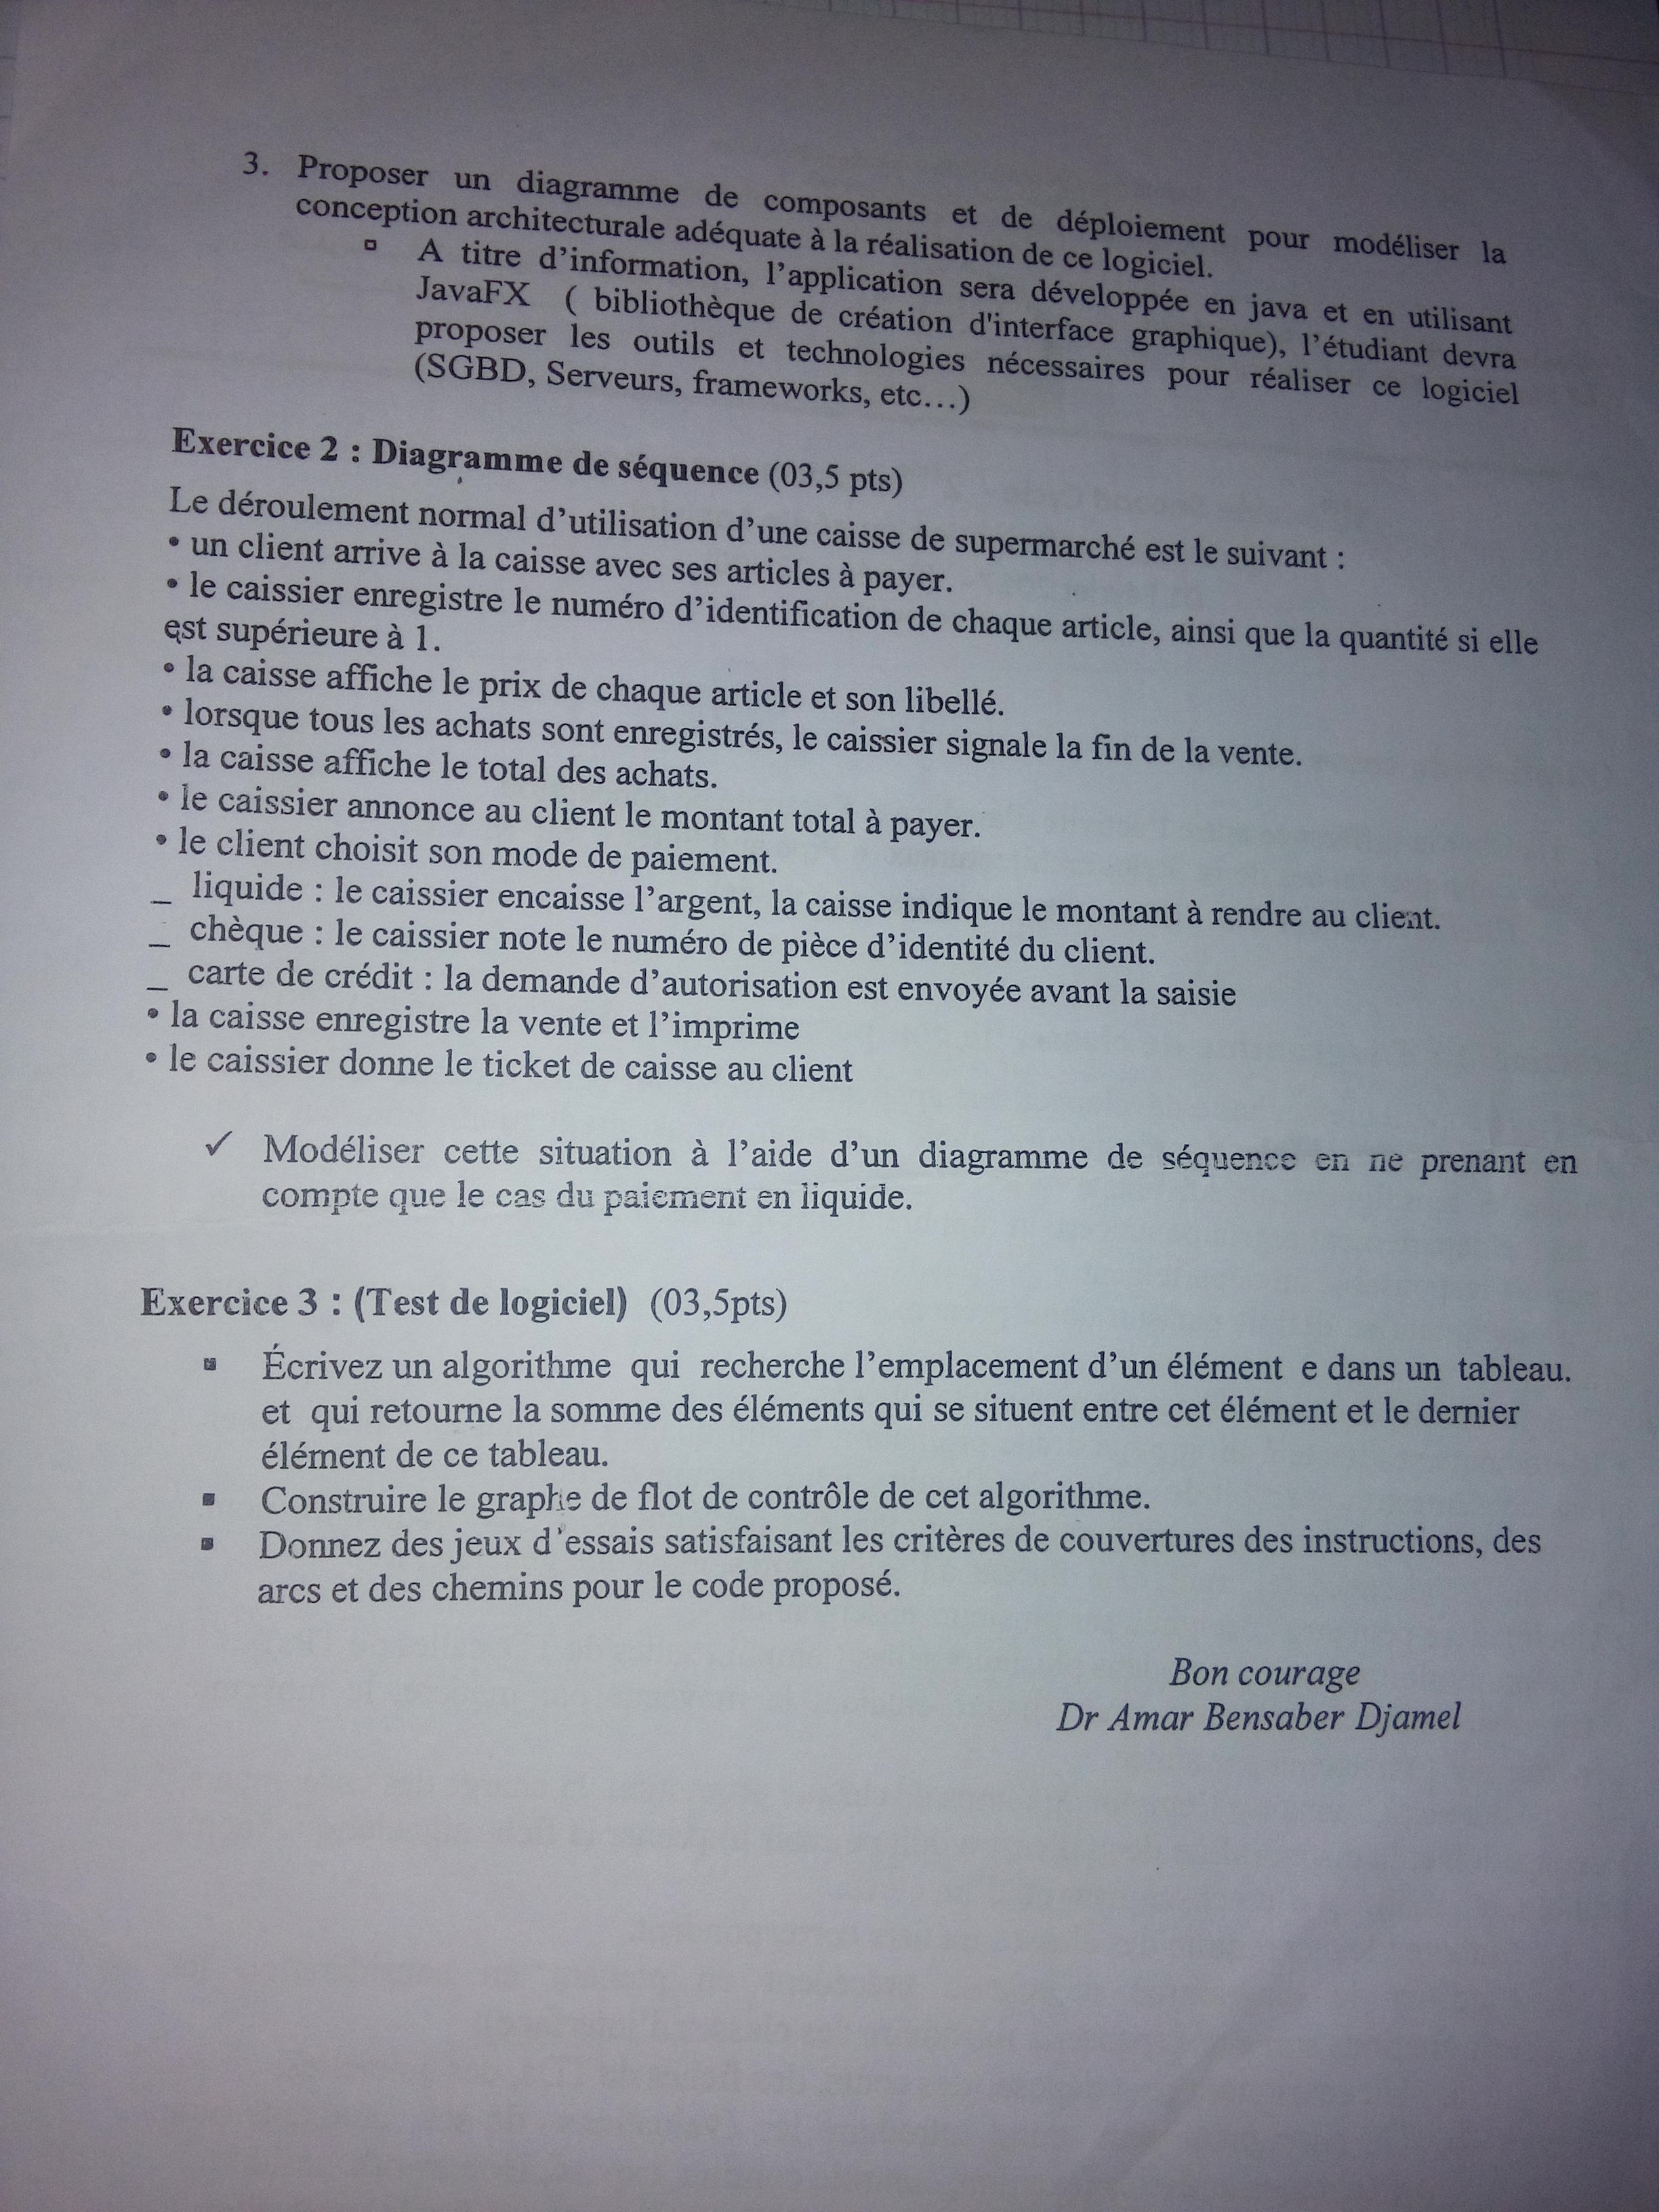 3. Proposer un diagramme de composants et de déploiement pour modéliser la
conception architecturale adéquate à la réalisation de ce logiciel.
▫ A titre d’information, l’application sera développée en java et en utilisant
JavaFX ( bibliothèque de création d'interface graphique), l’étudiant devra
proposer les outils et technologies nécessaires pour réaliser ce logiciel
(SGBD, Serveurs, frameworks, etc…)
Exercice 2 : Diagramme de séquence (03,5 pts)
Le déroulement normal d’utilisation d’une caisse de supermarché est le suivant :
• un client arrive à la caisse avec ses articles à payer.
• le caissier enregistre le numéro d’identification de chaque article, ainsi que la quantité si elle
est supérieure à 1.
• la caisse affiche le prix de chaque article et son libellé.
• lorsque tous les achats sont enregistrés, le caissier signale la fin de la vente.
• la caisse affiche le total des achats.
• le caissier annonce au client le montant total à payer.
• le client choisit son mode de paiement.
_ liquide : le caissier encaisse l’argent, la caisse indique le montant à rendre au client.
_ chèque : le caissier note le numéro de pièce d’identité du client.
_ carte de crédit : la demande d’autorisation est envoyée avant la saisie
• la caisse enregistre la vente et l’imprime
• le caissier donne le ticket de caisse au client
✓ Modéliser cette situation à l’aide d’un diagramme de séquence en ne prenant en
compte que le cas du paiement en liquide.
Exercice 3 : (Test de logiciel) (03,5pts)
▪ Écrivez un algorithme qui recherche l’emplacement d’un élément e dans un tableau.
et qui retourne la somme des éléments qui se situent entre cet élément et le dernier
élément de ce tableau.
▪ Construire le graphe de flot de contrôle de cet algorithme.
▪ Donnez des jeux d’essais satisfaisant les critères de couvertures des instructions, des
arcs et des chemins pour le code proposé.
Bon courage
Dr Amar Bensaber Djamel